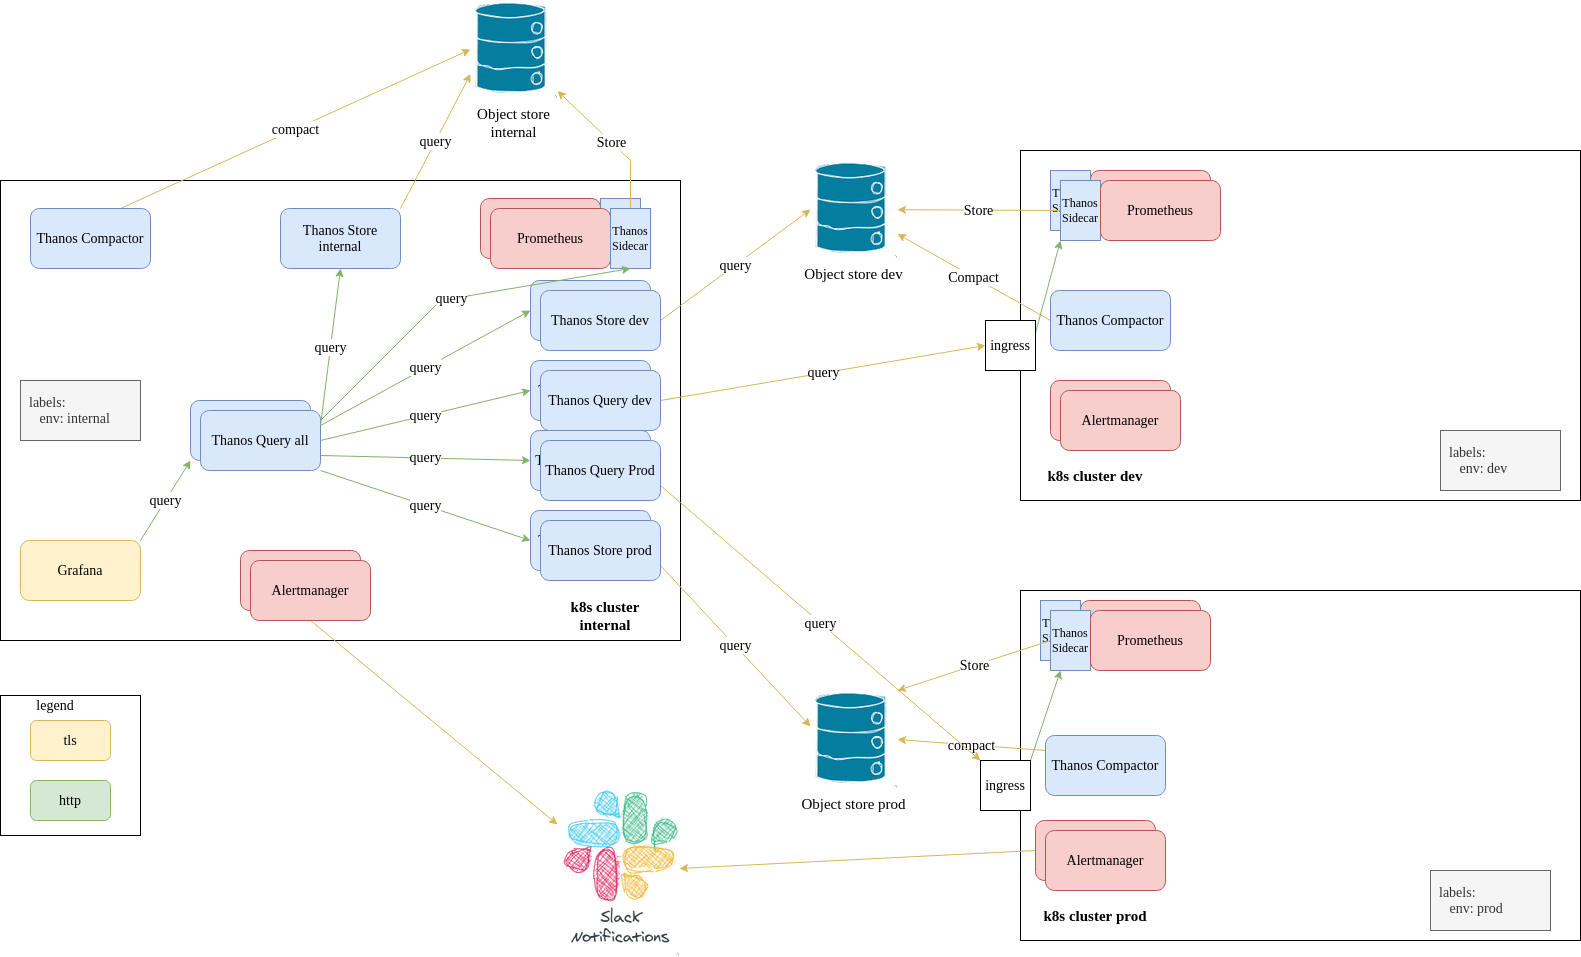 Object store
internal
compact
query
Store
Thanos Compactor
Thanos Store
internal
Prometheus
Thanos
Sidecar
query
Thanos Store dev
query
query
labels:
env: internal
Thanos Query all
query
Thanos Query dev
query
Thanos Query Prod
query
query
Thanos Store prod
Grafana
Alertmanager
k8s cluster
internal
query
Object store dev
Store
Compact
query
ingress
Thanos
Sidecar
Prometheus
Thanos Compactor
Alertmanager
k8s cluster dev
labels:
env: dev
query
query
Store
compact
Object store prod
ingress
Thanos
Sidecar
Prometheus
Thanos Compactor
Alertmanager
k8s cluster prod
labels:
env: prod
legend
tls
http
Slack
Notifications